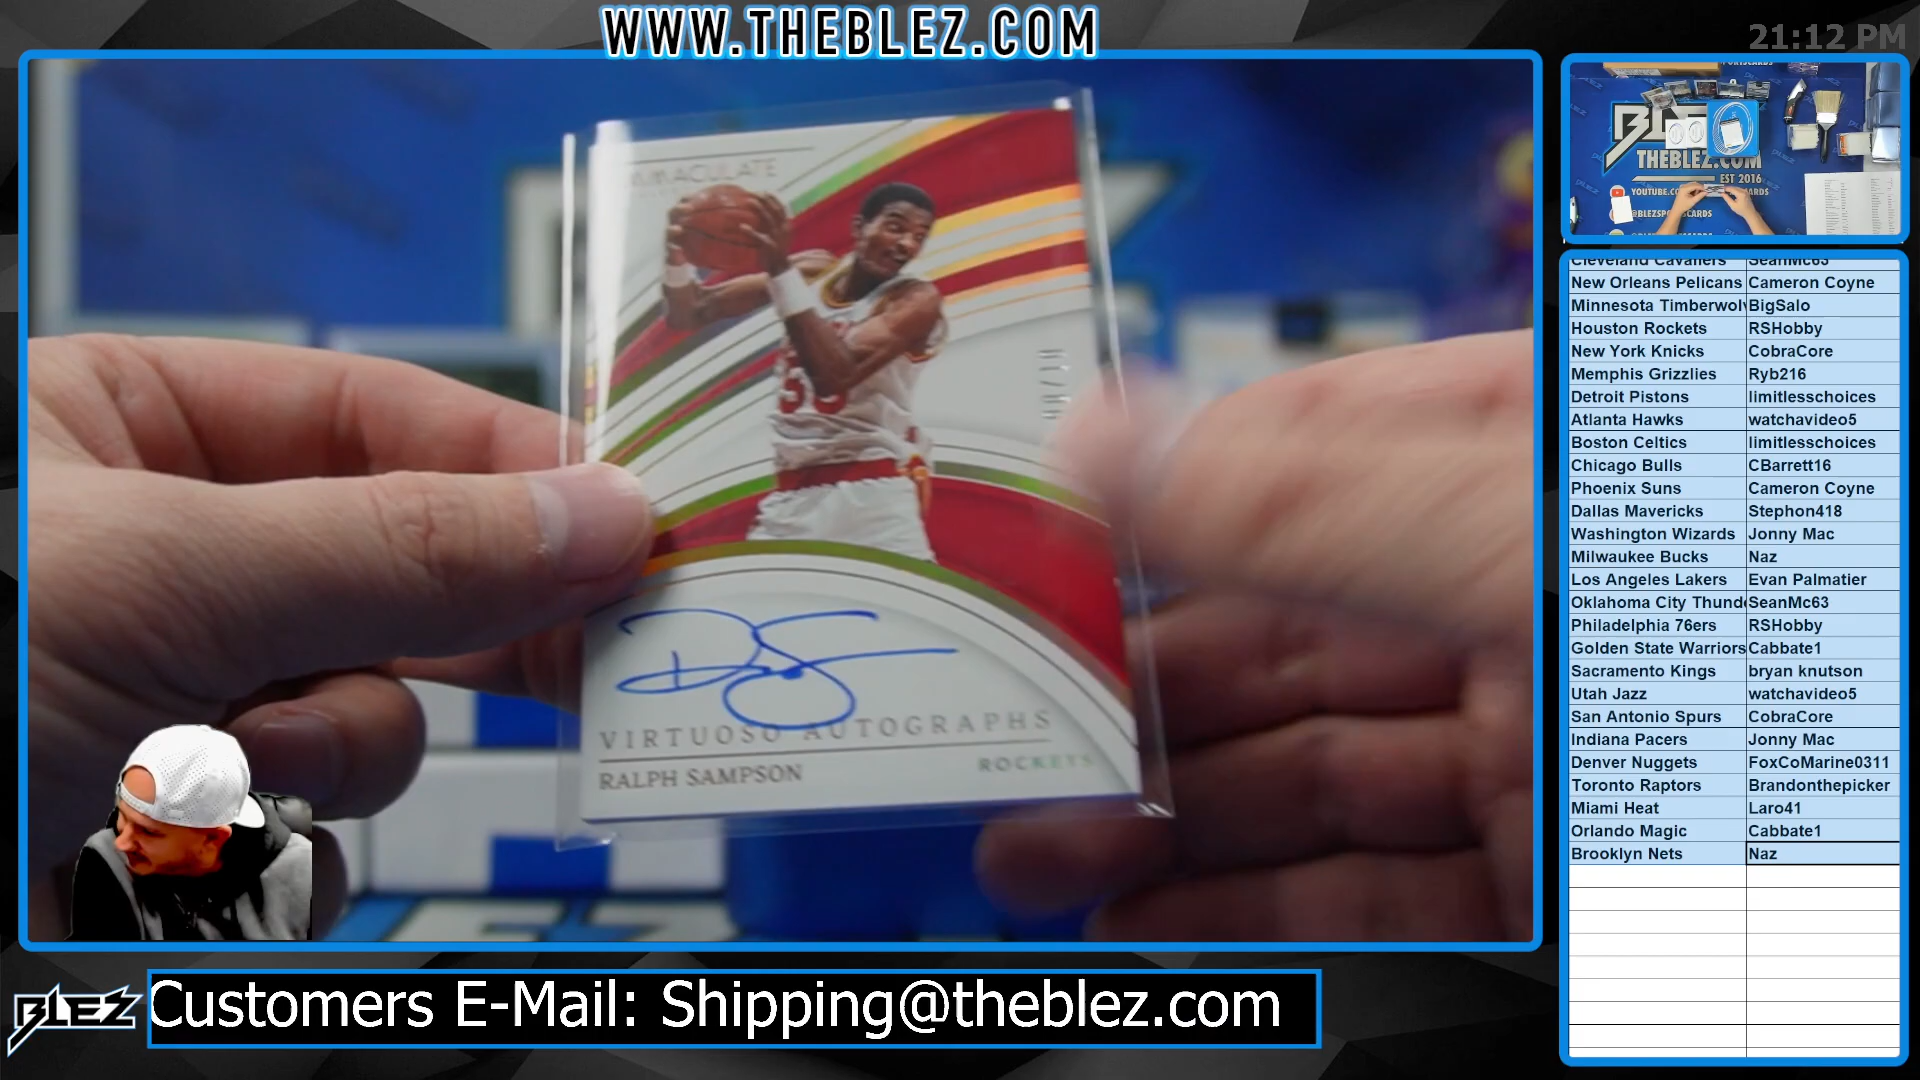 WWW.THEBLEZ.COM
21:12 PM
IMMACULATE
50
VIRTUOSO AUTOGRAPHS
RALPH SAMPSON
ROCKETS
THEBLEZ.COM
EST 2016
Cleveland Cavaliers SeanMc63
New Orleans Pelicans Cameron Coyne
Minnesota Timberwolv BigSalo
Houston Rockets RSHobby
New York Knicks CobraCore
Memphis Grizzlies Ryb216
Detroit Pistons limitlesschoices
Atlanta Hawks watchavideo5
Boston Celtics limitlesschoices
Chicago Bulls CBarrett16
Phoenix Suns Cameron Coyne
Dallas Mavericks Stephon418
Washington Wizards Jonny Mac
Milwaukee Bucks Naz
Los Angeles Lakers Evan Palmatier
Oklahoma City Thund SeanMc63
Philadelphia 76ers RSHobby
Golden State Warriors Cabbate1
Sacramento Kings bryan knutson
Utah Jazz watchavideo5
San Antonio Spurs CobraCore
Indiana Pacers Jonny Mac
Denver Nuggets FoxCoMarine0311
Toronto Raptors Brandonthepicker
Miami Heat Laro41
Orlando Magic Cabbate1
Brooklyn Nets Naz
BLEZ
Customers E-Mail: Shipping@theblez.com